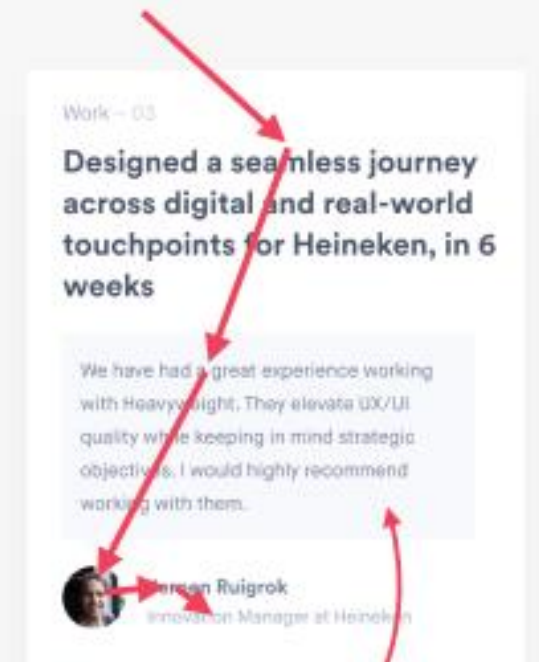 Work – 03
Designed a seamless journey
across digital and real-world
touchpoints for Heineken, in 6
weeks
We have had a great experience working
with Heavyweight. They elevate UX/UI
quality while keeping in mind strategic
objectives. I would highly recommend
working with them.
Jeroen Ruigrok
Innovation Manager at Heineken